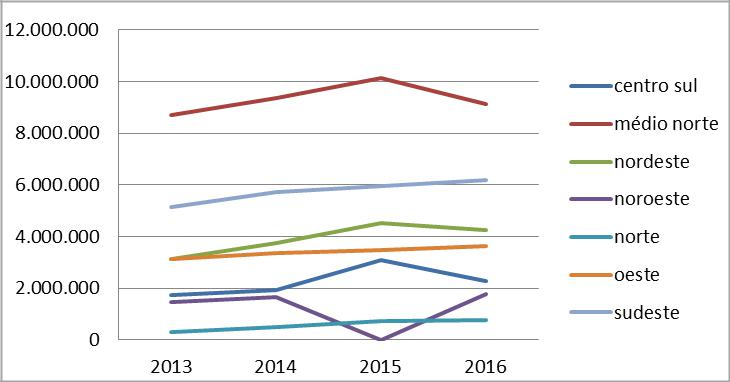 12.000.000
10.000.000
8.000.000
6.000.000
4.000.000
2.000.000
0
2013 2014 2015 2016
centro sul
médio norte
nordeste
noroeste
norte
oeste
sudeste